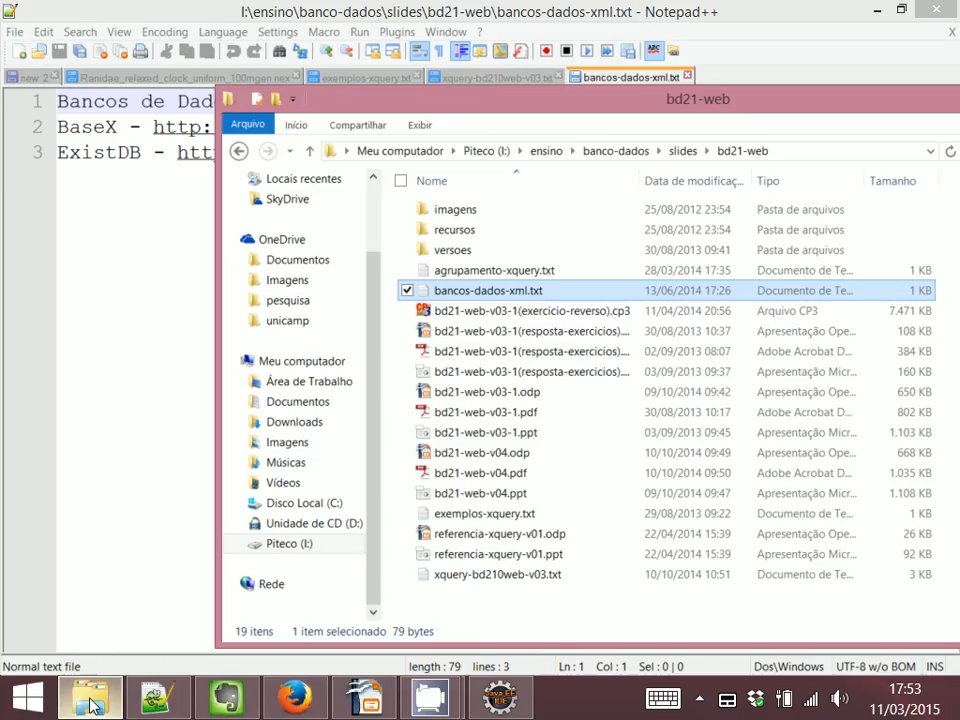 I:\ensino\banco-dados\slides\bd21-web\bancos-dados-xml.txt - Notepad++
File Edit Search View Encoding Language Settings Macro Run Plugins Window ?
X
new 2 Ranidae_relaxed_clock_uniform_100mgen.nex exemplos-xquery.txt xquery-bd210web-v03.txt bancos-dados-xml.txt
1 Bancos de Dad
2 BaseX - http:
3 ExistDB - htt
bd21-web
Arquivo Início Compartilhar Exibir
Meu computador Piteco (I:) ensino banco-dados slides bd21-web
Locais recentes
SkyDrive
OneDrive
Documentos
Imagens
pesquisa
unicamp
Meu computador
Área de Trabalho
Documentos
Downloads
Imagens
Músicas
Vídeos
Disco Local (C:)
Unidade de CD (D:)
Piteco (I:)
Rede
Nome Data de modificaç... Tipo Tamanho
imagens 25/08/2012 23:54 Pasta de arquivos
recursos 25/08/2012 23:54 Pasta de arquivos
versoes 30/08/2013 09:41 Pasta de arquivos
agrupamento-xquery.txt 28/03/2014 17:35 Documento de Te... 1 KB
bancos-dados-xml.txt 13/06/2014 17:26 Documento de Te... 1 KB
bd21-web-v03-1(exercicio-reverso).cp3 11/04/2014 20:56 Arquivo CP3 7.471 KB
bd21-web-v03-1(resposta-exercicios).... 30/08/2013 10:37 Apresentação Ope... 108 KB
bd21-web-v03-1(resposta-exercicios).... 02/09/2013 08:07 Adobe Acrobat D... 384 KB
bd21-web-v03-1(resposta-exercicios).... 03/09/2013 09:37 Apresentação Micr... 160 KB
bd21-web-v03-1.odp 09/10/2014 09:42 Apresentação Ope... 650 KB
bd21-web-v03-1.pdf 30/08/2013 10:17 Adobe Acrobat D... 802 KB
bd21-web-v03-1.ppt 03/09/2013 09:45 Apresentação Micr... 1.103 KB
bd21-web-v04.odp 10/10/2014 09:49 Apresentação Ope... 668 KB
bd21-web-v04.pdf 10/10/2014 09:50 Adobe Acrobat D... 1.035 KB
bd21-web-v04.ppt 09/10/2014 09:47 Apresentação Micr... 1.108 KB
exemplos-xquery.txt 29/08/2013 09:22 Documento de Te... 1 KB
referencia-xquery-v01.odp 22/04/2014 15:39 Apresentação Ope... 26 KB
referencia-xquery-v01.ppt 22/04/2014 15:39 Apresentação Micr... 92 KB
xquery-bd210web-v03.txt 10/10/2014 10:51 Documento de Te... 3 KB
19 itens 1 item selecionado 79 bytes
Normal text file length : 79 lines : 3 Ln : 1 Col : 1 Sel : 0 | 0 Dos\Windows UTF-8 w/o BOM INS
Java EE
IDE
17:53
11/03/2015